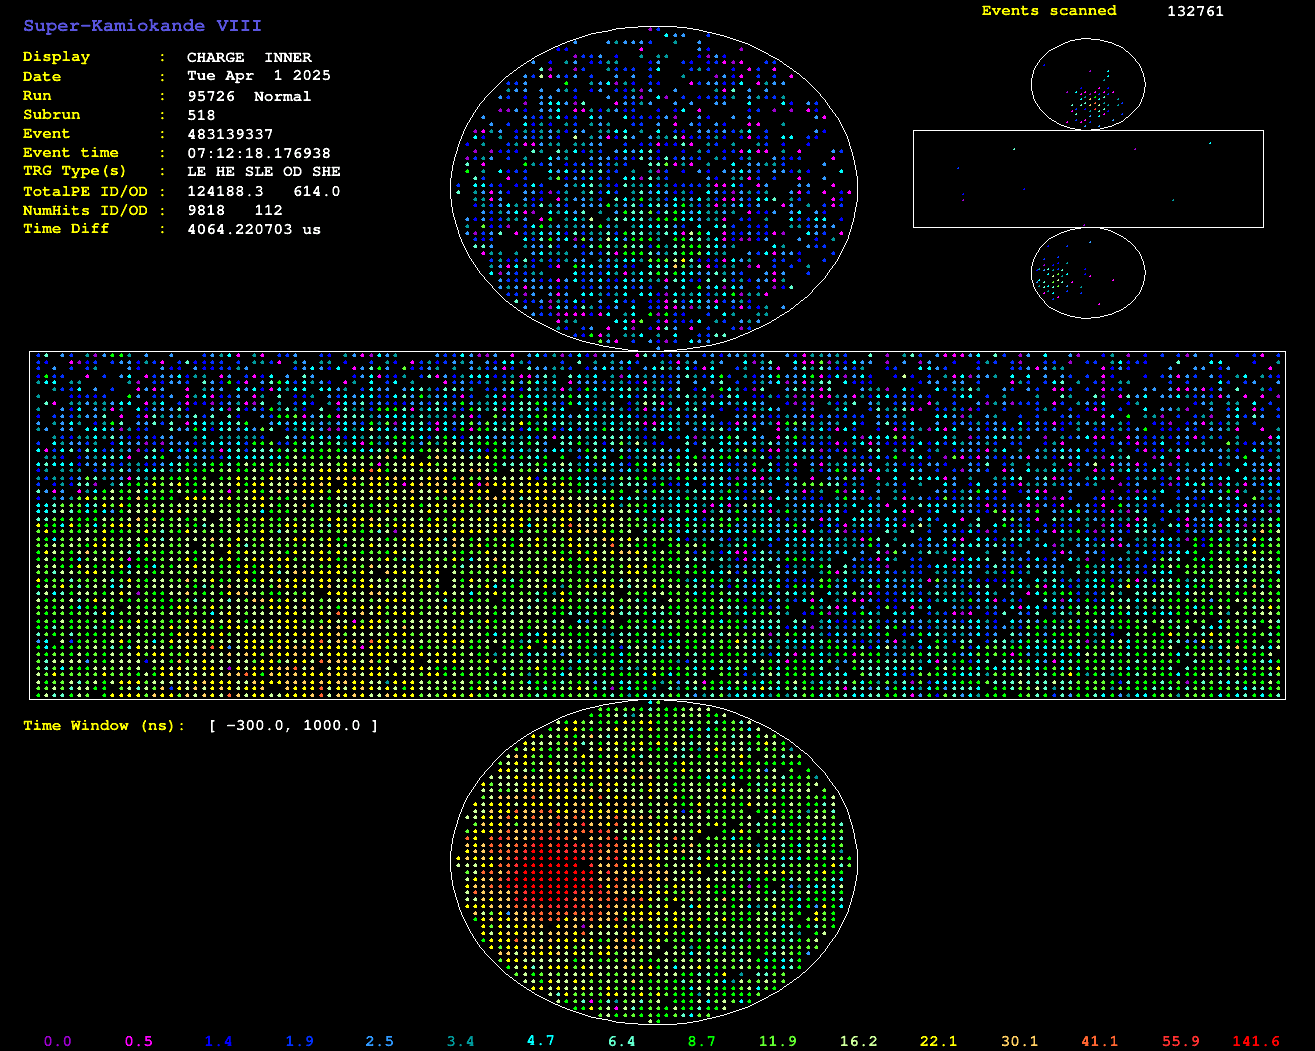 Super-Kamiokande VIII
Events scanned 132761
Display : CHARGE INNER
Date : Tue Apr 1 2025
Run : 95726 Normal
Subrun : 518
Event : 483139337
Event time : 07:12:18.176938
TRG Type(s) : LE HE SLE OD SHE
TotalPE ID/OD : 124188.3 614.0
NumHits ID/OD : 9818 112
Time Diff : 4064.220703 us
Time Window (ns): [ -300.0, 1000.0 ]
0.0 0.5 1.4 1.9 2.5 3.4 4.7 6.4 8.7 11.9 16.2 22.1 30.1 41.1 55.9 141.6